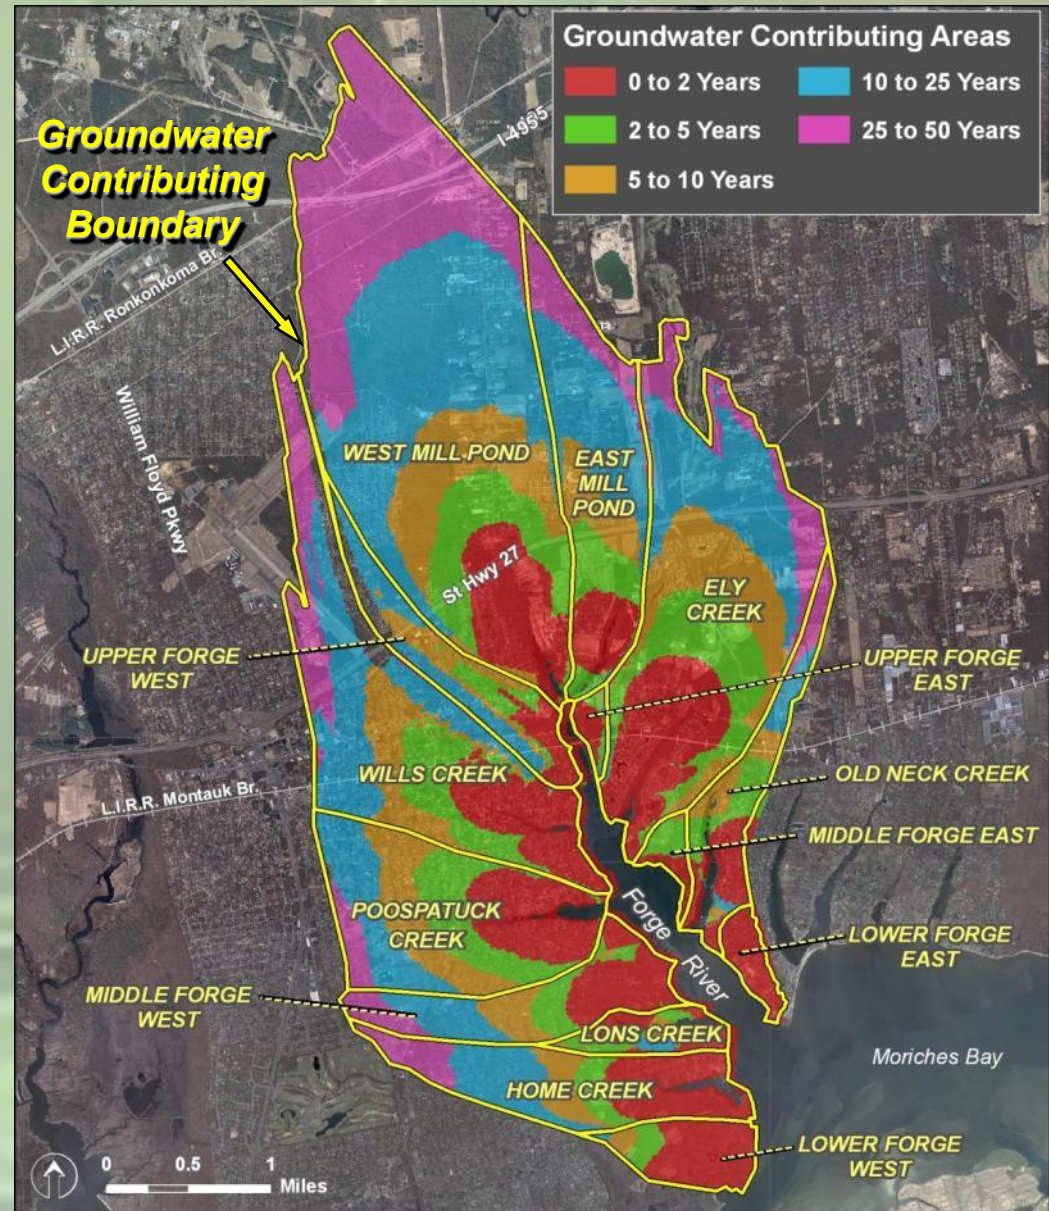 Groundwater Contributing Areas
0 to 2 Years
10 to 25 Years
2 to 5 Years
25 to 50 Years
5 to 10 Years
I-495
Groundwater
Contributing
Boundary
L.I.R.R. Ronkonkoma Br.
William Floyd Pkwy
WEST MILL POND
EAST
MILL
POND
St Hwy 27
ELY
CREEK
UPPER FORGE
WEST
UPPER FORGE
EAST
WILLS CREEK
OLD NECK CREEK
L.I.R.R. Montauk Br.
MIDDLE FORGE EAST
Forge
River
POOSPATUCK
CREEK
LOWER FORGE
EAST
MIDDLE FORGE
WEST
LONS CREEK
Moriches Bay
HOME CREEK
LOWER FORGE
WEST
0 0.5 1
Miles